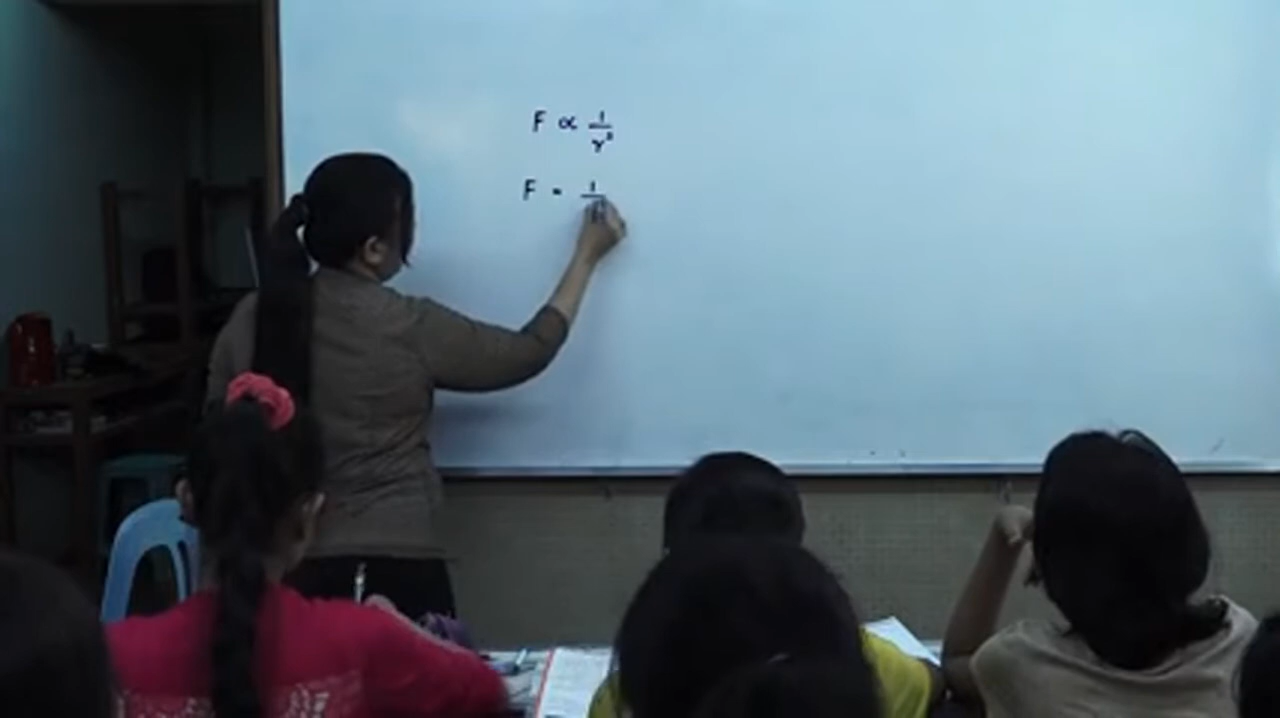 F ∝ 1/r²
F = 1/